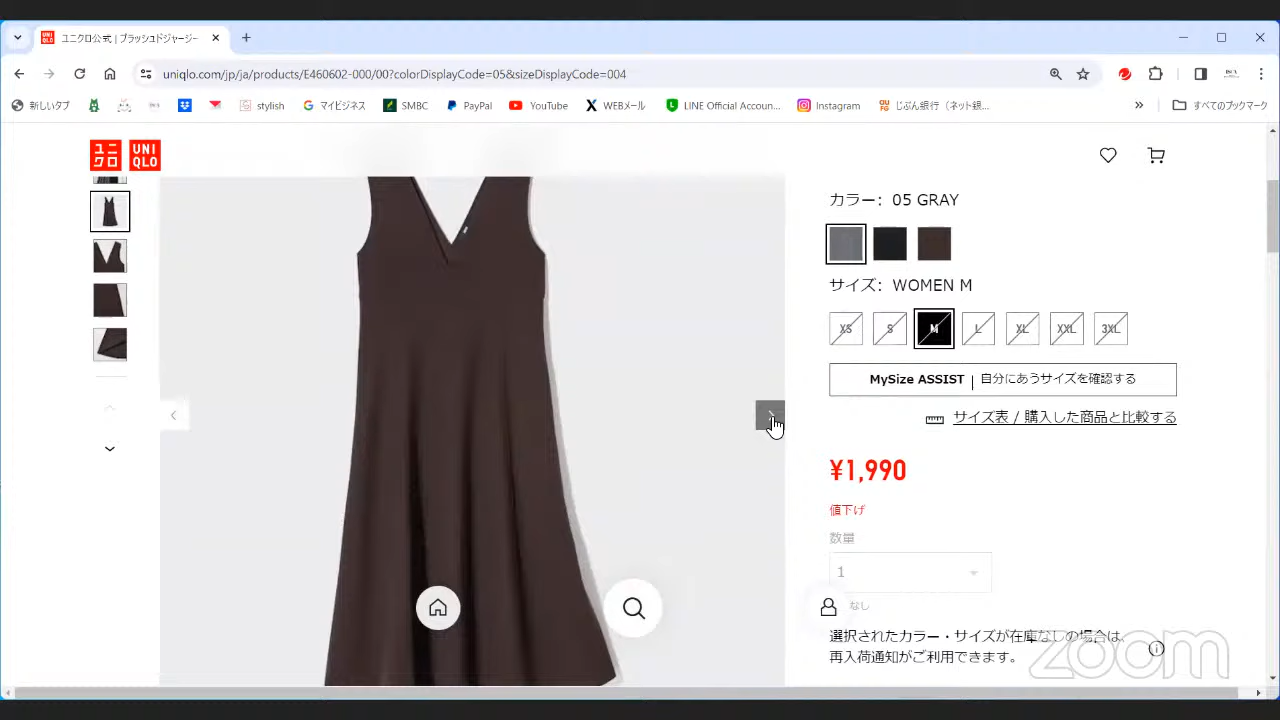 ユニクロ公式 | ブラッシュドジャージー
uniqlo.com/jp/ja/products/E460602-000/00?colorDisplayCode=05&sizeDisplayCode=004
新しいタブ
stylish
マイビジネス
SMBC
PayPal
YouTube
WEBメール
LINE Official Accoun...
Instagram
じぶん銀行（ネット銀...
すべてのブックマーク
ユニクロ
UNIQLO
カラー: 05 GRAY
サイズ: WOMEN M
XS S M L XL XXL 3XL
MySize ASSIST | 自分にあうサイズを確認する
サイズ表 / 購入した商品と比較する
¥1,990
値下げ
数量
1
なし
選択されたカラー・サイズが在庫なしの場合は、
再入荷通知がご利用できます。
zoom